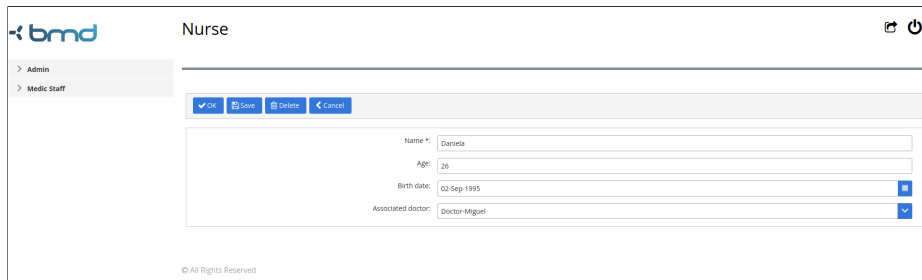 bmd
Nurse
Admin
Medic Staff
OK Save Delete Cancel
Name *: Daniela
Age: 26
Birth date: 02-Sep-1995
Associated doctor: Doctor-Miguel
© All Rights Reserved